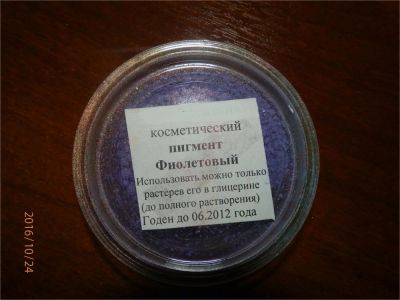 косметический
пигмент
Фиолетовый
Использовать можно только
растерев его в глицерине
(до полного растворения)
Годен до 06.2012 года
2016/10/24